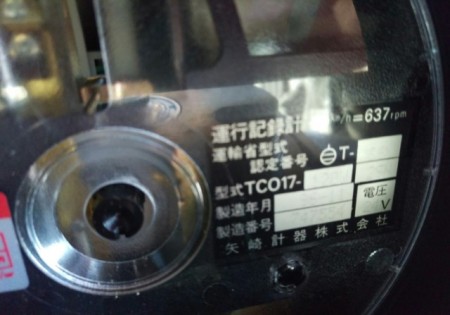 運行記録計 km/h=637rpm
運輸省型式
認定番号 T-
型式TCO17-
製造年月 電圧
製造番号 V
矢崎計器株式会社